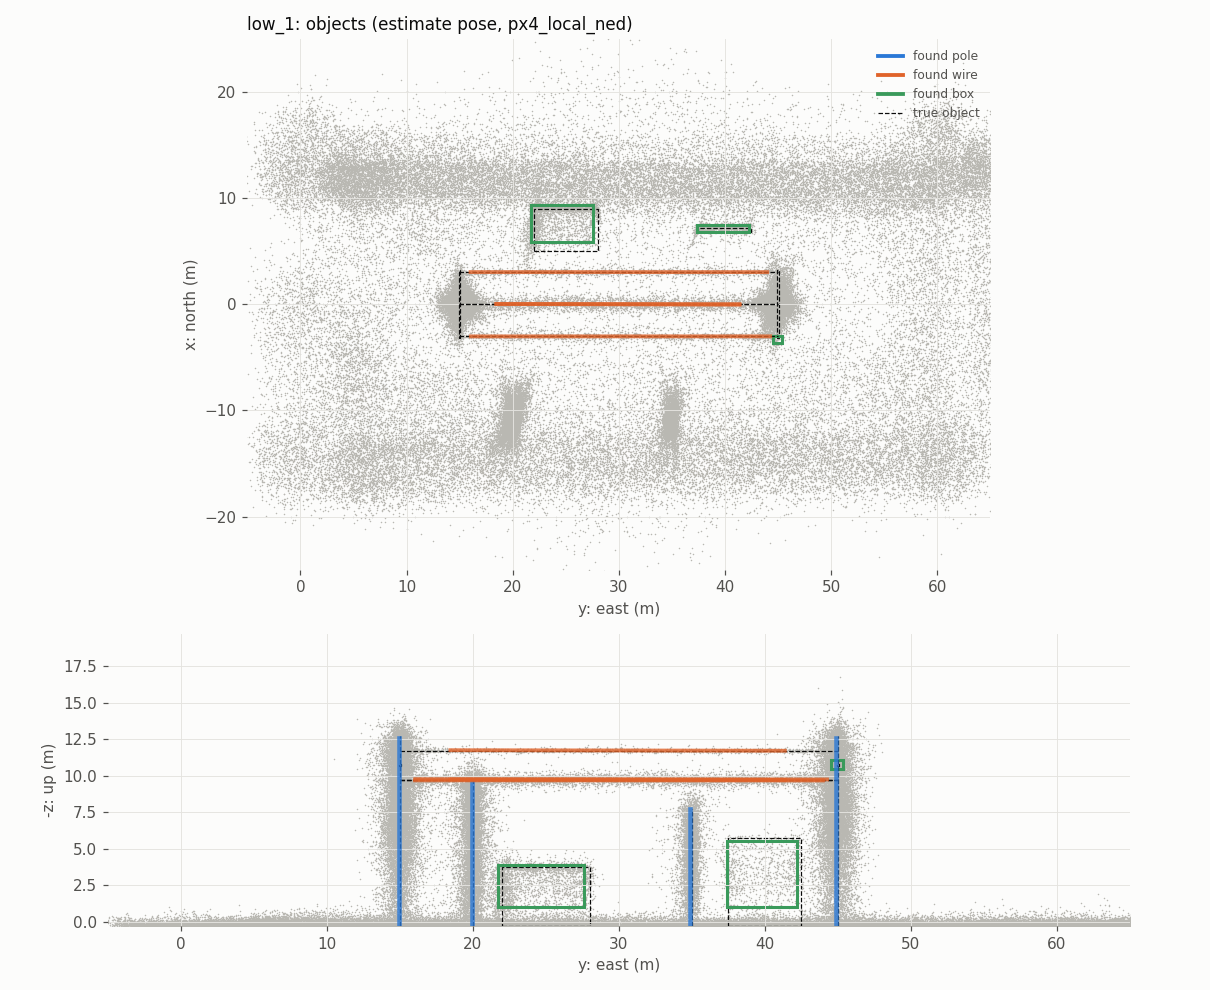 low_1: objects (estimate pose, px4_local_ned)
found pole
found wire
found box
true object
20
10
0
−10
−20
x: north (m)
0 10 20 30 40 50 60
y: east (m)
17.5
15.0
12.5
10.0
7.5
5.0
2.5
0.0
-z: up (m)
0 10 20 30 40 50 60
y: east (m)